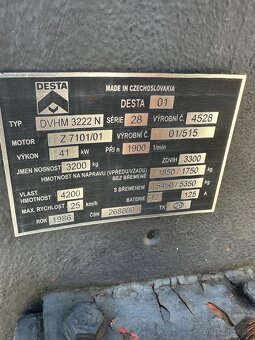 DESTA
MADE IN CZECHOSLOVAKIA
DESTA 01
TYP DVHM 3222 N SÉRIE 28 VÝROBNÍ Č. 4528
MOTOR Z 7101/01 VÝROBNÍ Č. 01/515
VÝKON 41 kW PŘI n 1900 1/min
JMEN NOSNOST 3200 kg ZDVIH 3300
HMOTNOST NA NÁPRAVU (VPŘEDU/VZADU)
BEZ BŘEMENE 1850 / 1750 kg
VLAST. HMOTNOST 4200 S BŘEMENEM 5450 / 5350 kg
MAX. RYCHLOST 25 km/h BATERIE 12 125 A
ROK 1986 ČSN 268800 TK